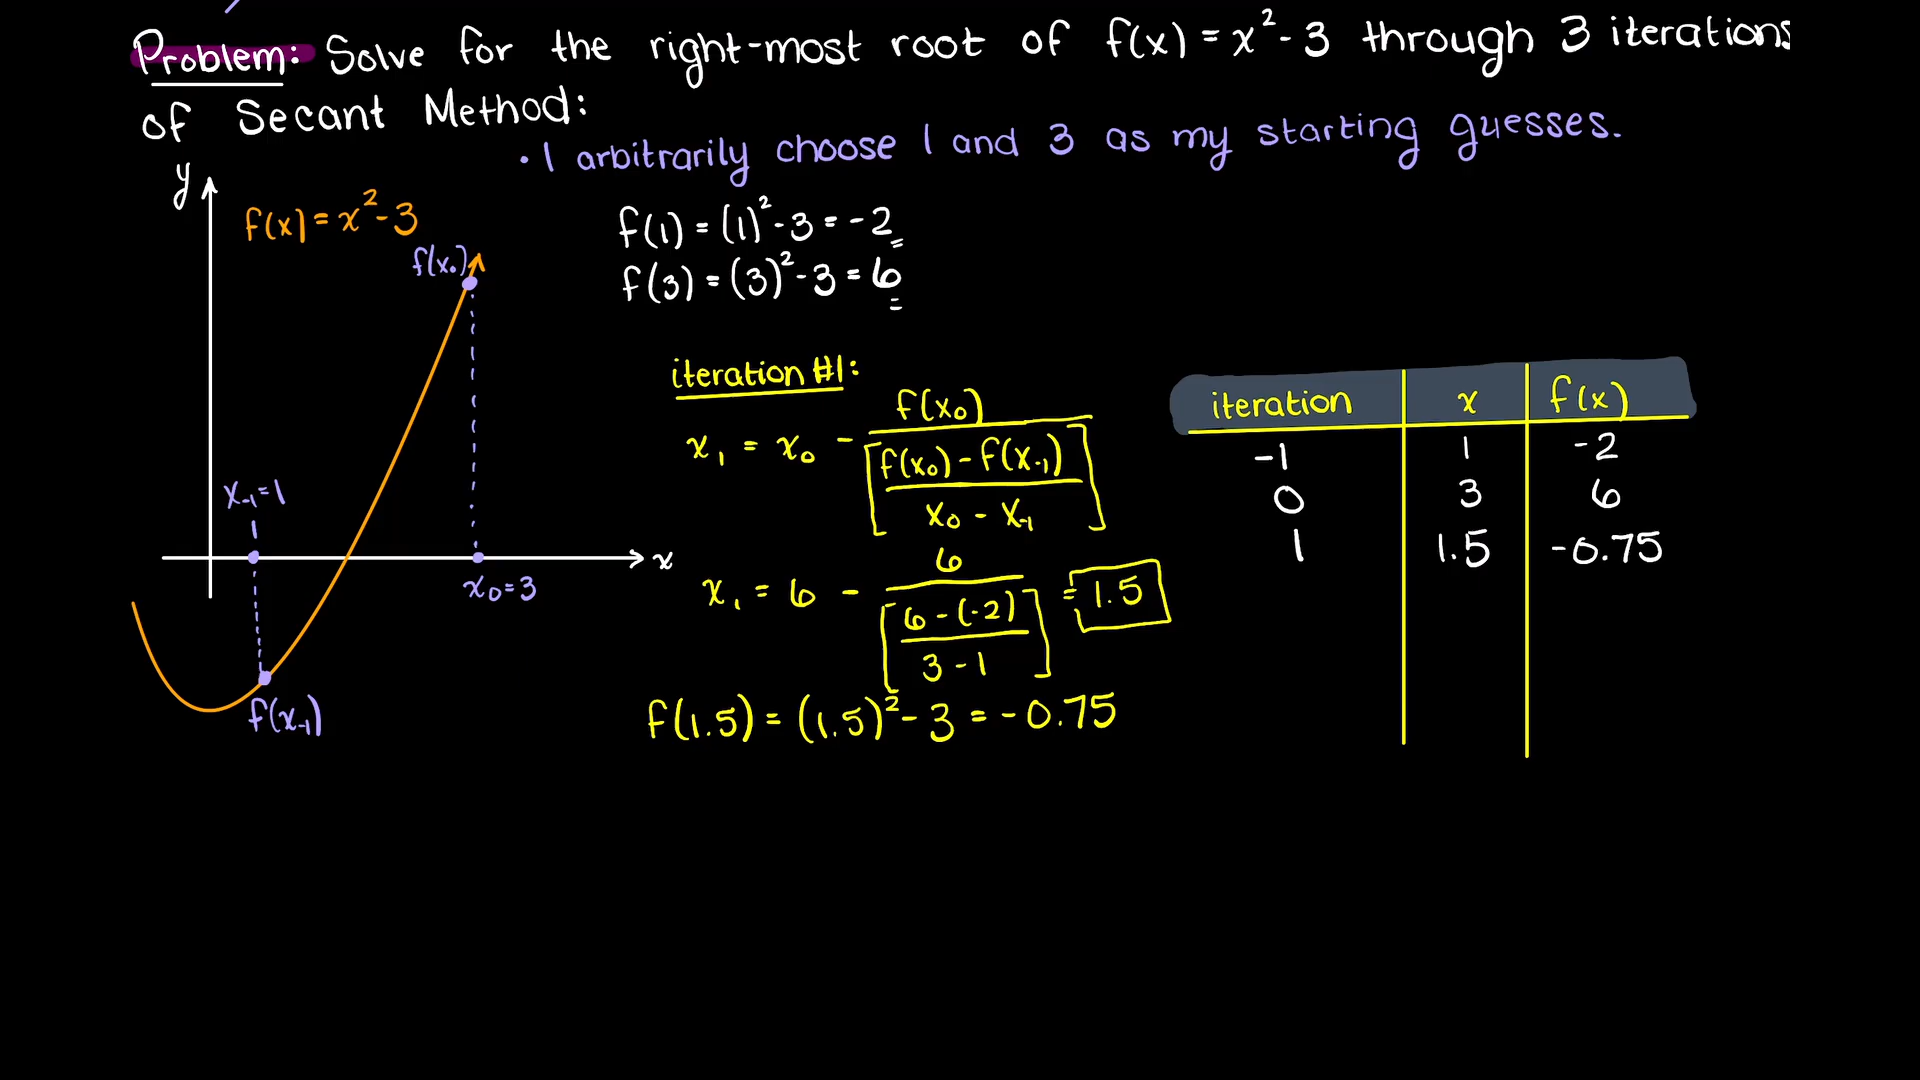 Problem: Solve for the right-most root of f(x) = x² - 3 through 3 iterations
of Secant Method:
• I arbitrarily choose 1 and 3 as my starting guesses.
y
f(x) = x² - 3
f(x₀)
x₋₁ = 1
x
x₀ = 3
f(x₋₁)
f(1) = (1)² - 3 = -2
f(3) = (3)² - 3 = 6
iteration #1:
x₁ = x₀ - f(x₀) / [(f(x₀) - f(x₋₁)) / (x₀ - x₋₁)]
x₁ = 6 - 6 / [(6 - (-2)) / (3 - 1)] = 1.5
f(1.5) = (1.5)² - 3 = -0.75
iteration x f(x)
-1 1 -2
0 3 6
1 1.5 -0.75